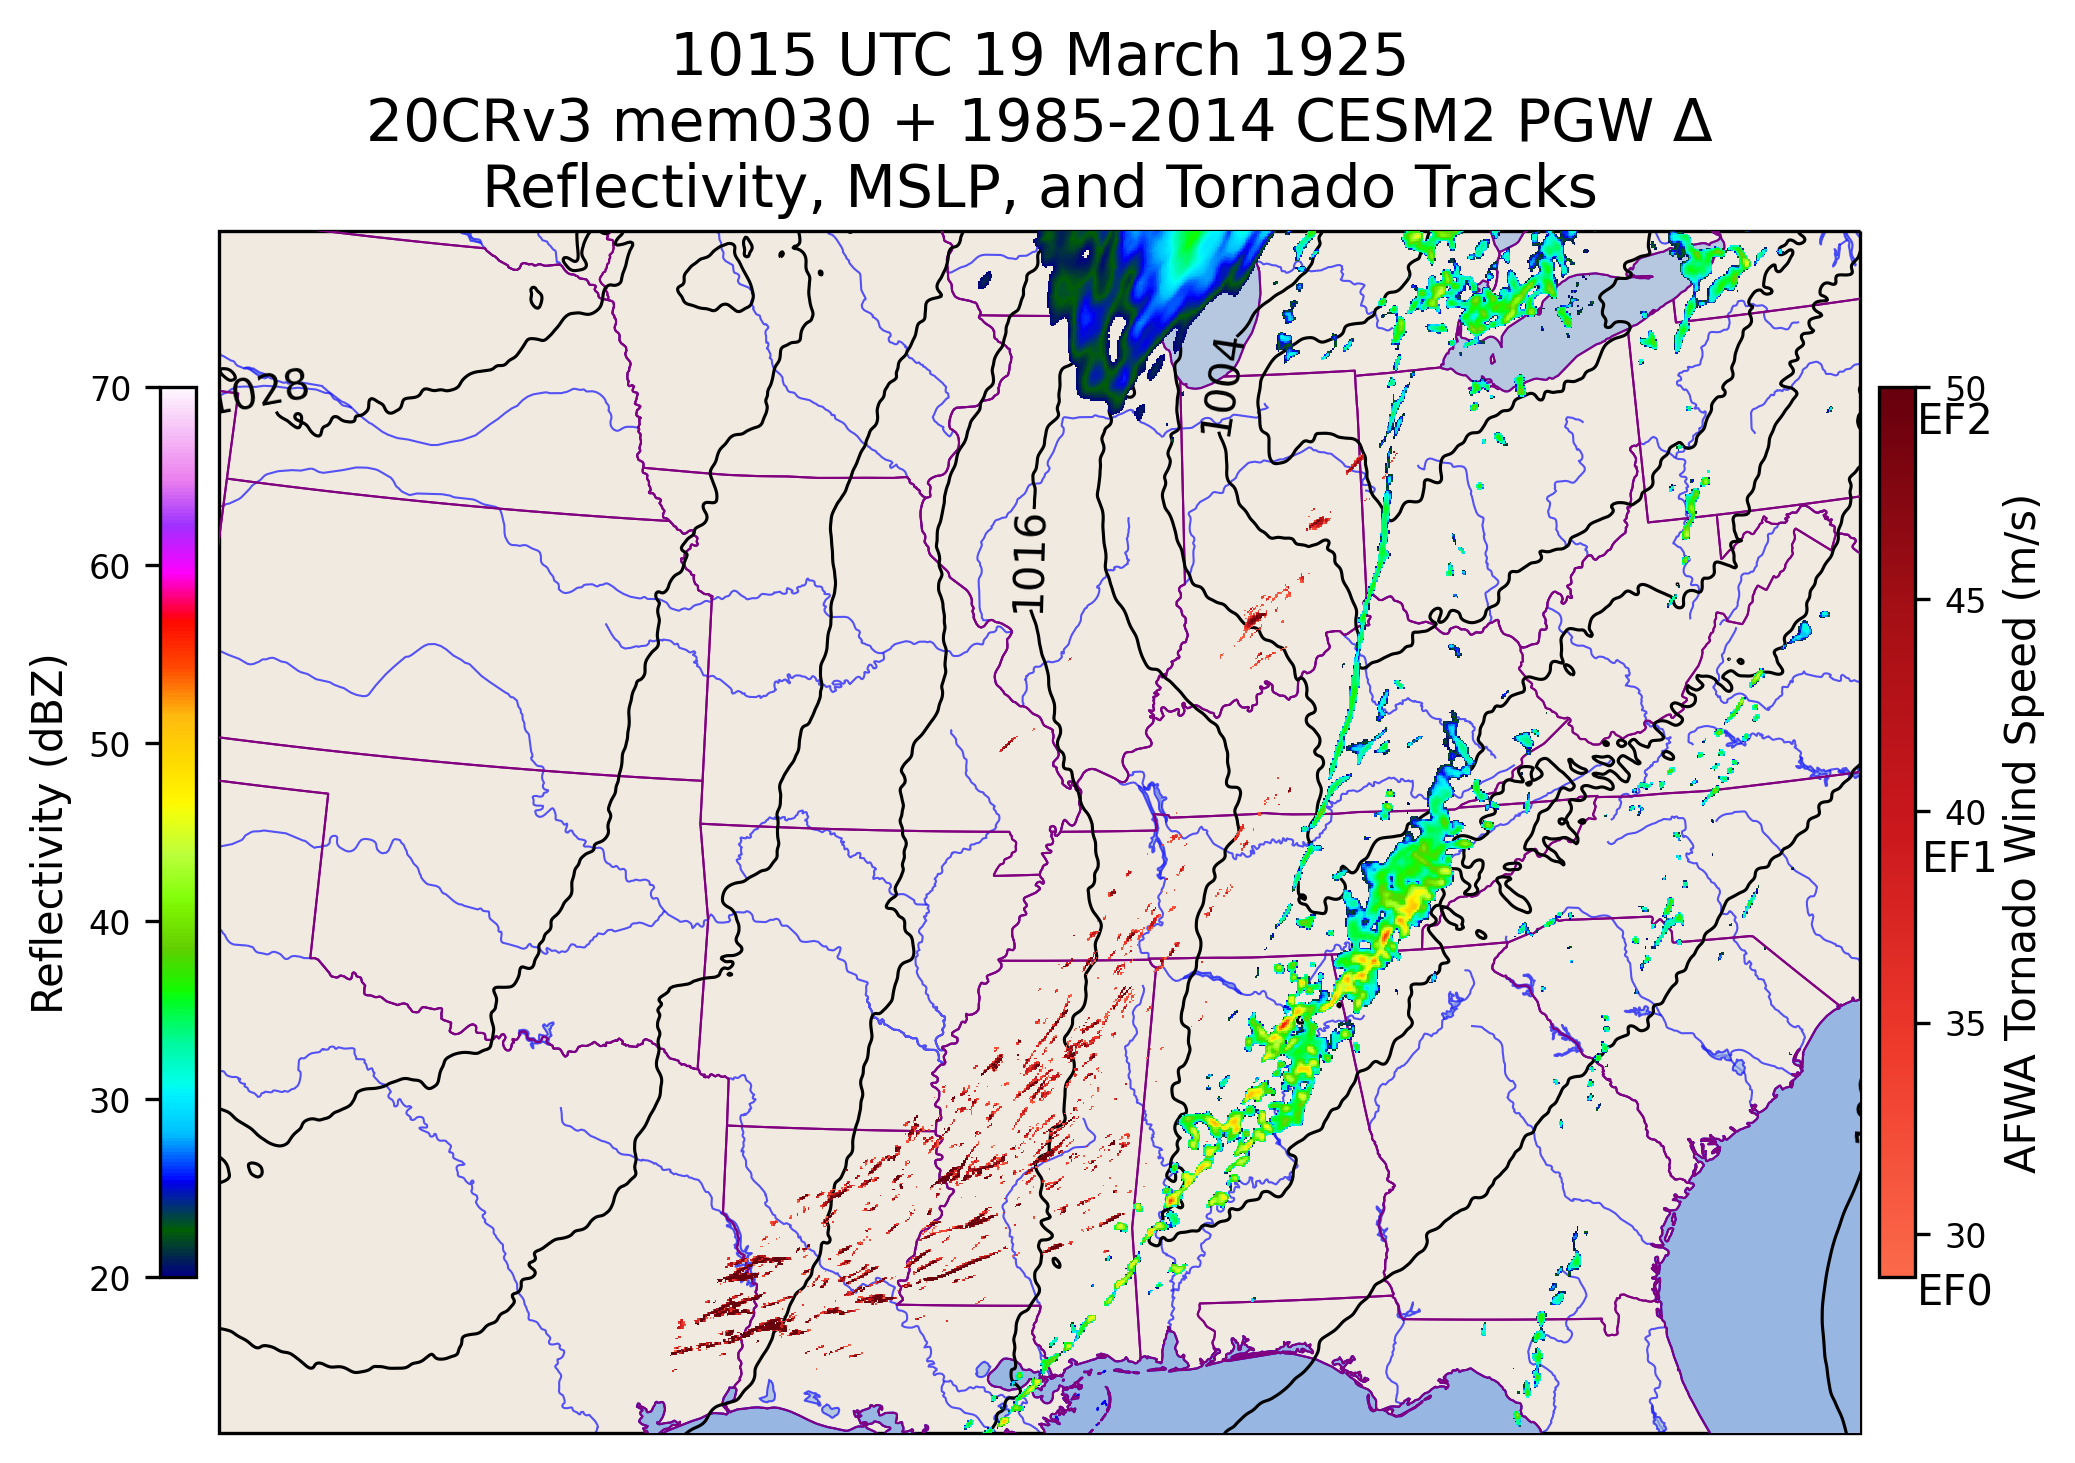 1015 UTC 19 March 1925
20CRv3 mem030 + 1985-2014 CESM2 PGW Δ
Reflectivity, MSLP, and Tornado Tracks
1028
1004
1016
70
60
50
40
30
20
Reflectivity (dBZ)
50
EF2
45
40
EF1
35
30
EF0
AFWA Tornado Wind Speed (m/s)